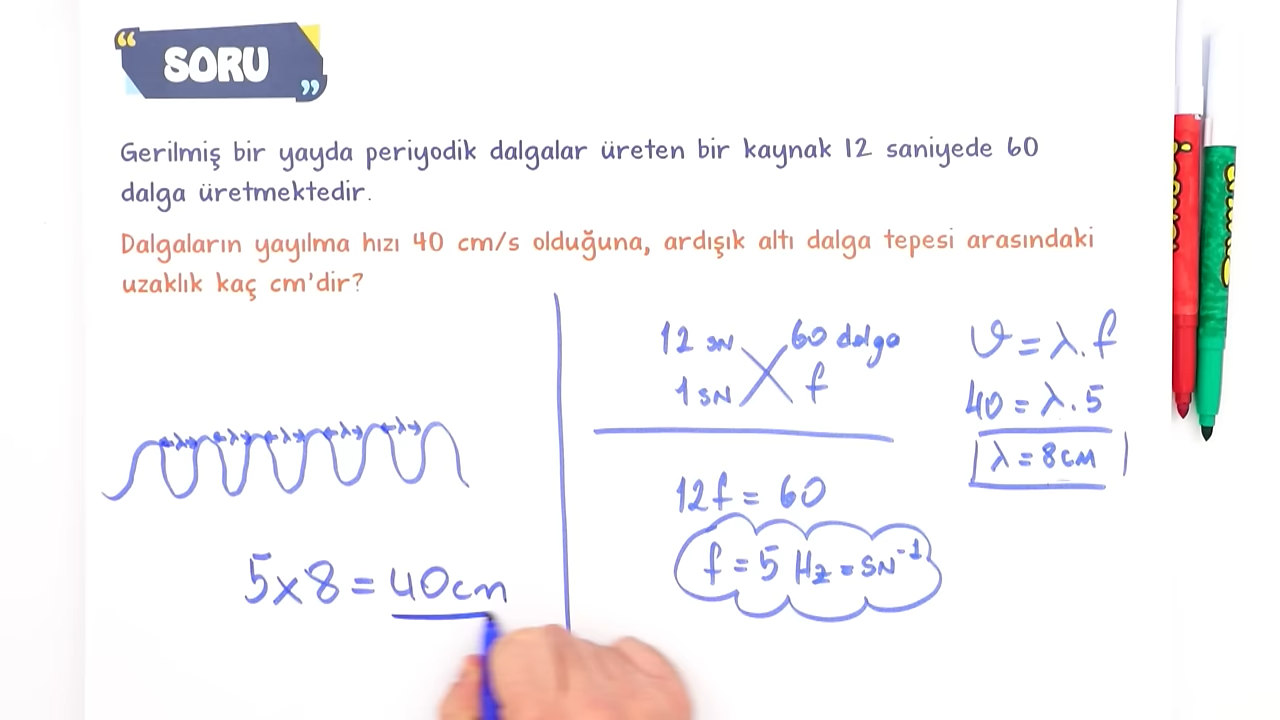 “ SORU ”
Gerilmiş bir yayda periyodik dalgalar üreten bir kaynak 12 saniyede 60
dalga üretmektedir.
Dalgaların yayılma hızı 40 cm/s olduğuna, ardışık altı dalga tepesi arasındaki
uzaklık kaç cm'dir?
λ λ λ λ λ
5x8 = 40cm
12 SN 60 dalga
1 SN f
12f = 60
f = 5 Hz = SN⁻¹
ϑ = λ.f
40 = λ.5
λ = 8 CM